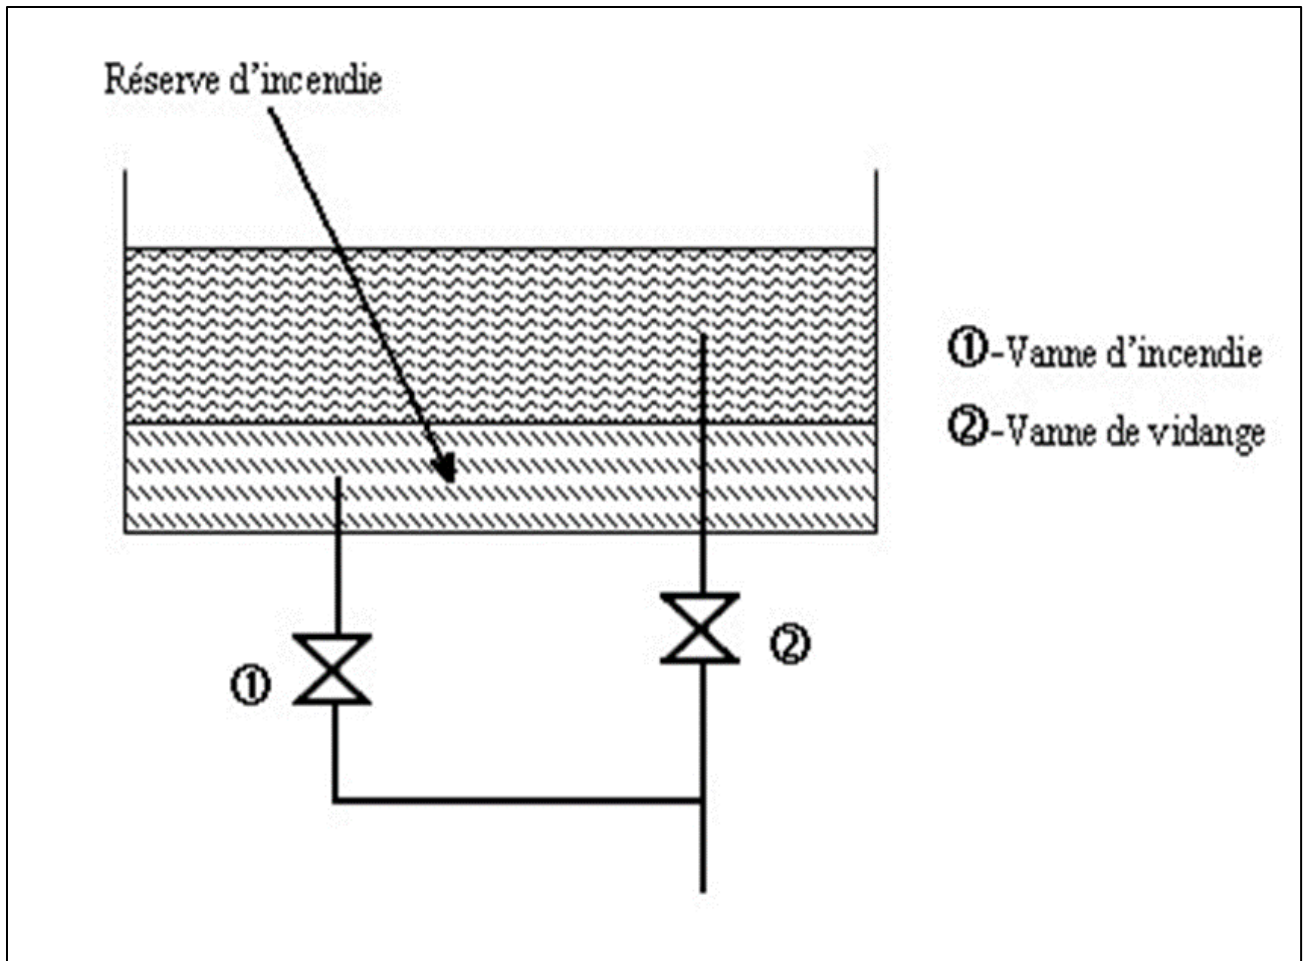 Réserve d'incendie
①-Vanne d'incendie
②-Vanne de vidange
②
①